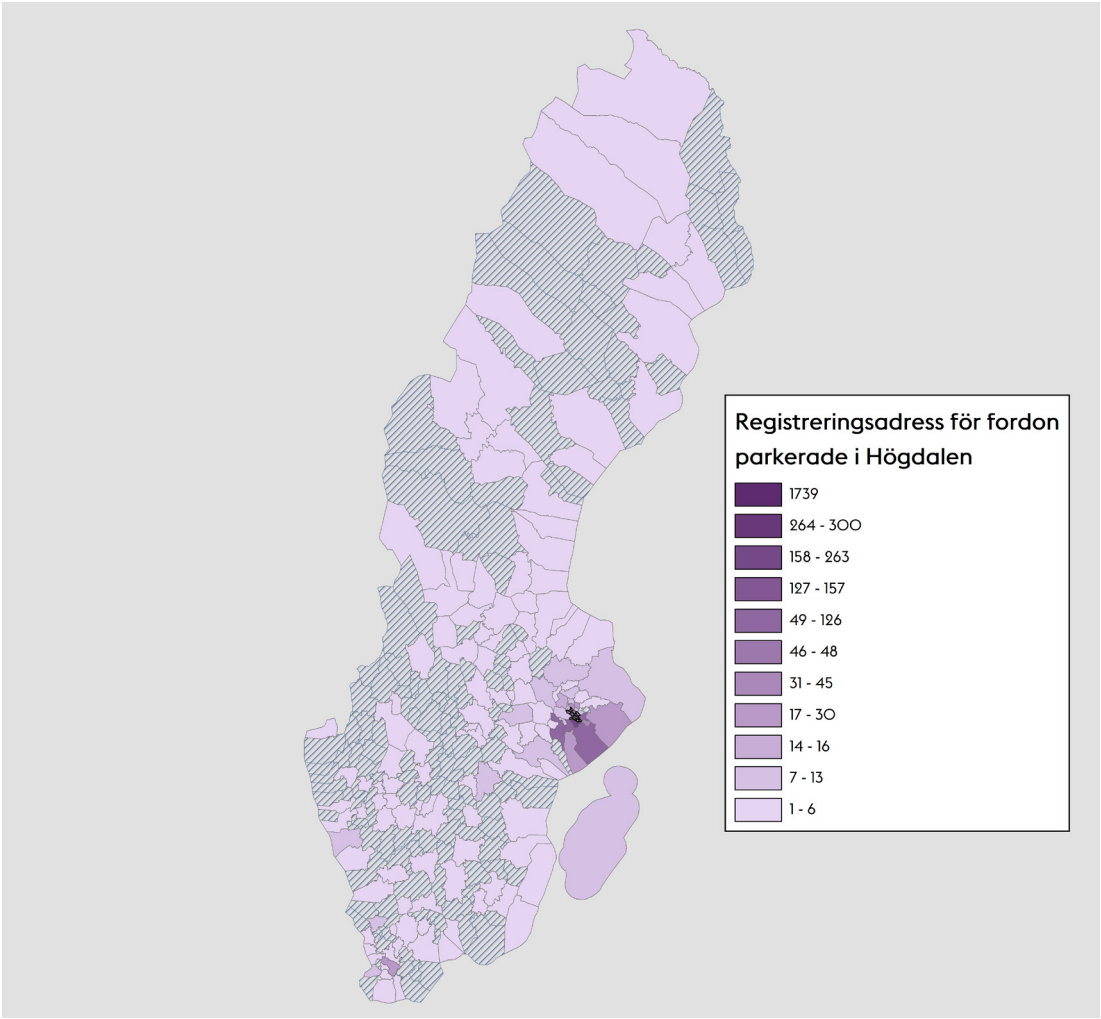 Registreringsadress för fordon
parkerade i Högdalen
1739
264 - 300
158 - 263
127 - 157
49 - 126
46 - 48
31 - 45
17 - 30
14 - 16
7 - 13
1 - 6